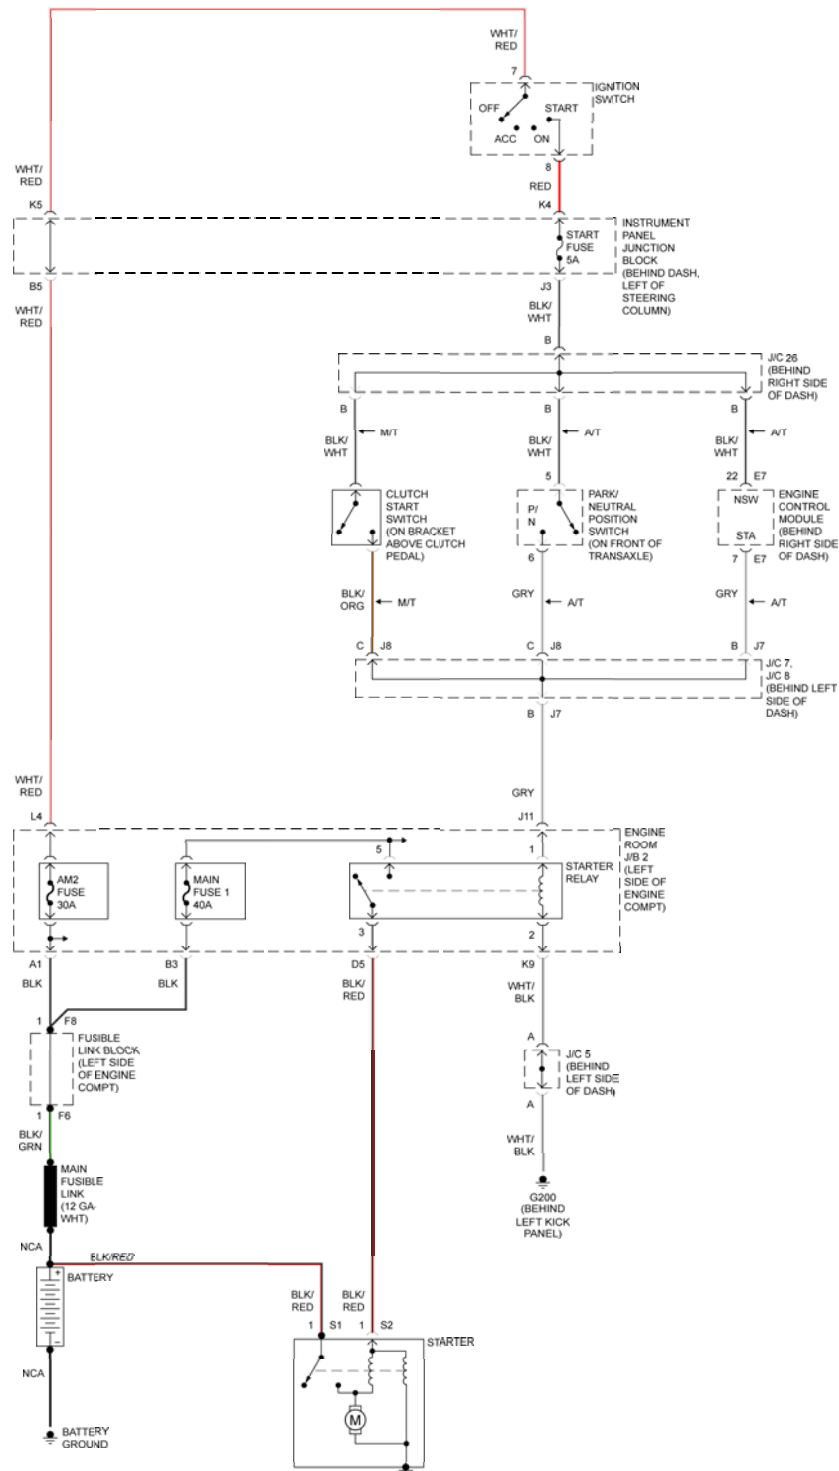 WHT/
RED
7
IGNITION
SWITCH
OFF
START
ACC
ON
8
WHT/
RED
RED
K5
K4
START
FUSE
5A
INSTRUMENT
PANEL
JUNCTION
BLOCK
(BEHIND DASH,
LEFT OF
STEERING
COLUMN)
B5
J3
WHT/
RED
BLK/
WHT
B
J/C 26
(BEHIND
RIGHT SIDE
OF DASH)
B
B
B
M/T
A/T
A/T
BLK/
WHT
BLK/
WHT
BLK/
WHT
5
22 E7
CLUTCH
START
SWITCH
(ON BRACKET
ABOVE CLUTCH
PEDAL)
P/
N
PARK/
NEUTRAL
POSITION
SWITCH
(ON FRONT OF
TRANSAXLE)
NSW
STA
ENGINE
CONTROL
MODULE
(BEHIND
RIGHT SIDE
OF DASH)
6
7 E7
BLK/
ORG
M/T
GRY
A/T
GRY
A/T
C J8
C J8
B J7
J/C 7,
J/C 8
(BEHIND LEFT
SIDE OF
DASH)
B J7
WHT/
RED
GRY
L4
J11
ENGINE
ROOM
J/B 2
(LEFT
SIDE OF
ENGINE
COMPT)
5
1
AM2
FUSE
30A
MAIN
FUSE 1
40A
STARTER
RELAY
3
2
A1
B3
D5
K9
BLK
BLK
BLK/
RED
WHT/
BLK
1 F8
A
FUSIBLE
LINK BLOCK
(LEFT SIDE
OF ENGINE
COMPT)
J/C 5
(BEHIND
LEFT SIDE
OF DASH)
1 F6
A
BLK/
GRN
WHT/
BLK
MAIN
FUSIBLE
LINK
(12 GA-
WHT)
G200
(BEHIND
LEFT KICK
PANEL)
NCA
BLK/RED
+
BATTERY
-
BLK/
RED
BLK/
RED
1 S1
1 S2
STARTER
NCA
M
BATTERY
GROUND